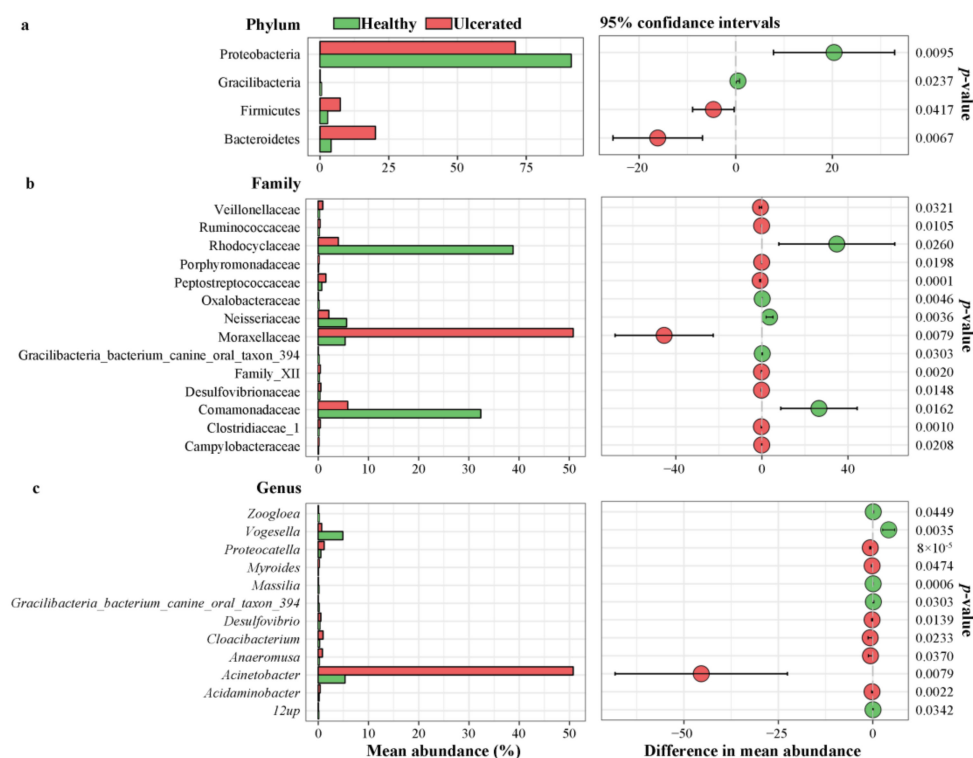 a Phylum Healthy Ulcerated 95% confidance intervals
Proteobacteria 0.0095
Gracilibacteria 0.0237
Firmicutes 0.0417
Bacteroidetes 0.0067
p-value
0 25 50 75 −20 0 20
b Family
Veillonellaceae 0.0321
Ruminococcaceae 0.0105
Rhodocyclaceae 0.0260
Porphyromonadaceae 0.0198
Peptostreptococcaceae 0.0001
Oxalobacteraceae 0.0046
Neisseriaceae 0.0036
Moraxellaceae 0.0079
Gracilibacteria_bacterium_canine_oral_taxon_394 0.0303
Family_XII 0.0020
Desulfovibrionaceae 0.0148
Comamonadaceae 0.0162
Clostridiaceae_1 0.0010
Campylobacteraceae 0.0208
p-value
0 10 20 30 40 50 −40 0 40
c Genus
Zoogloea 0.0449
Vogesella 0.0035
Proteocatella 8×10⁻⁵
Myroides 0.0474
Massilia 0.0006
Gracilibacteria_bacterium_canine_oral_taxon_394 0.0303
Desulfovibrio 0.0139
Cloacibacterium 0.0233
Anaeromusa 0.0370
Acinetobacter 0.0079
Acidaminobacter 0.0022
12up 0.0342
p-value
0 10 20 30 40 50 −50 −25 0
Mean abundance (%) Difference in mean abundance